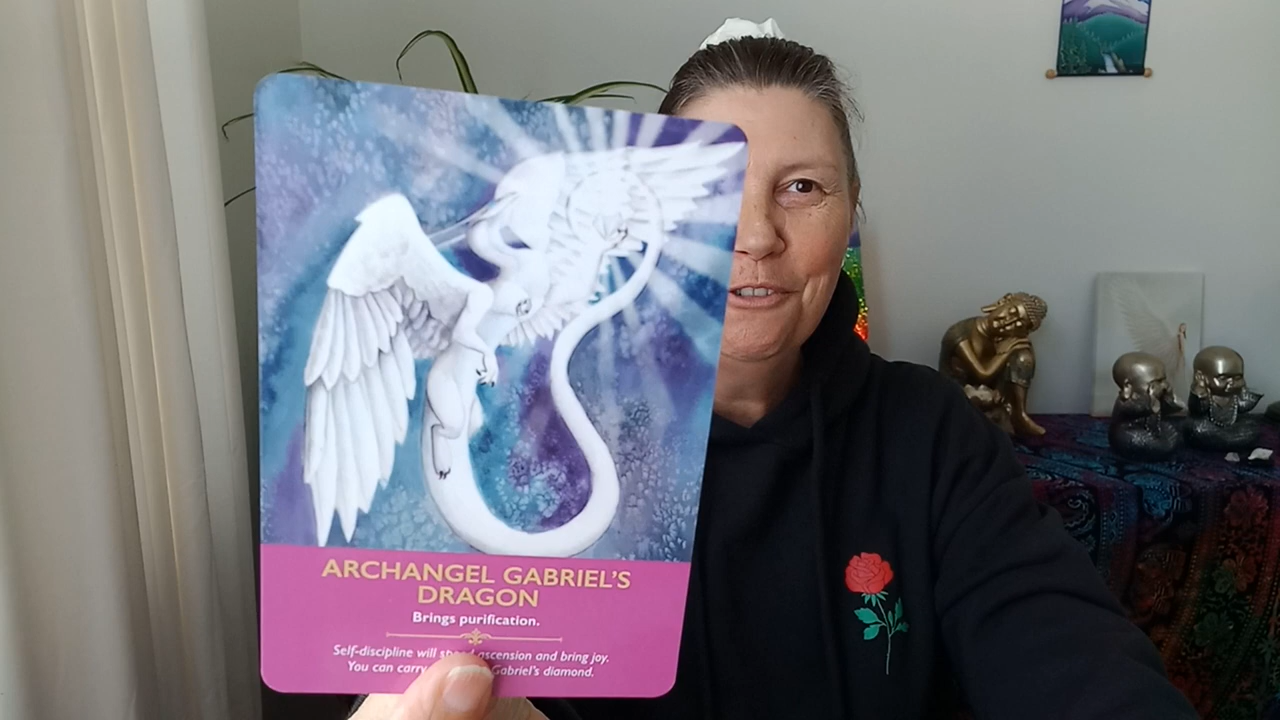 ARCHANGEL GABRIEL'S
DRAGON
Brings purification.
Self-discipline will ascension and bring joy.
You can carry Gabriel's diamond.